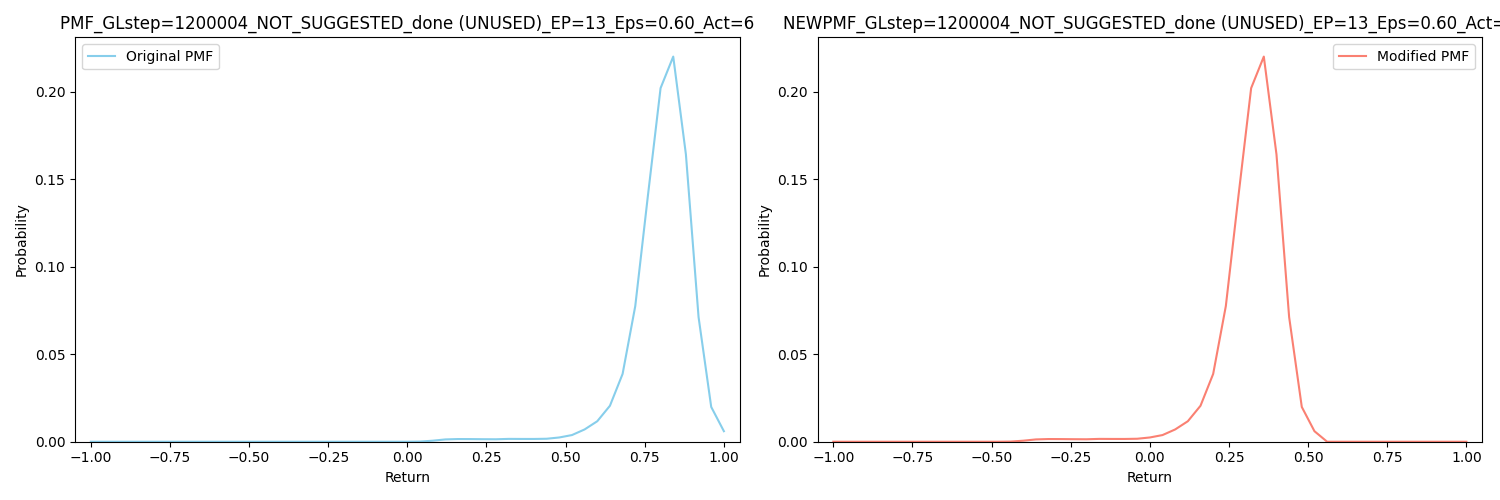 PMF_GLstep=1200004_NOT_SUGGESTED_done (UNUSED)_EP=13_Eps=0.60_Act=6
Original PMF
0.20
0.15
0.10
0.05
0.00
Probability
−1.00 −0.75 −0.50 −0.25 0.00 0.25 0.50 0.75 1.00
Return
NEWPMF_GLstep=1200004_NOT_SUGGESTED_done (UNUSED)_EP=13_Eps=0.60_Act=
Modified PMF
0.20
0.15
0.10
0.05
0.00
Probability
−1.00 −0.75 −0.50 −0.25 0.00 0.25 0.50 0.75 1.00
Return